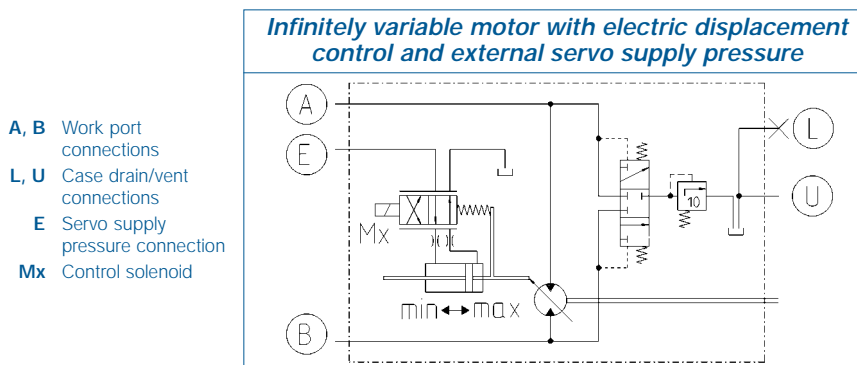 Infinitely variable motor with electric displacement
control and external servo supply pressure
A, B Work port
connections
L, U Case drain/vent
connections
E Servo supply
pressure connection
Mx Control solenoid
A
E
B
Mx
min
max
10
L
U